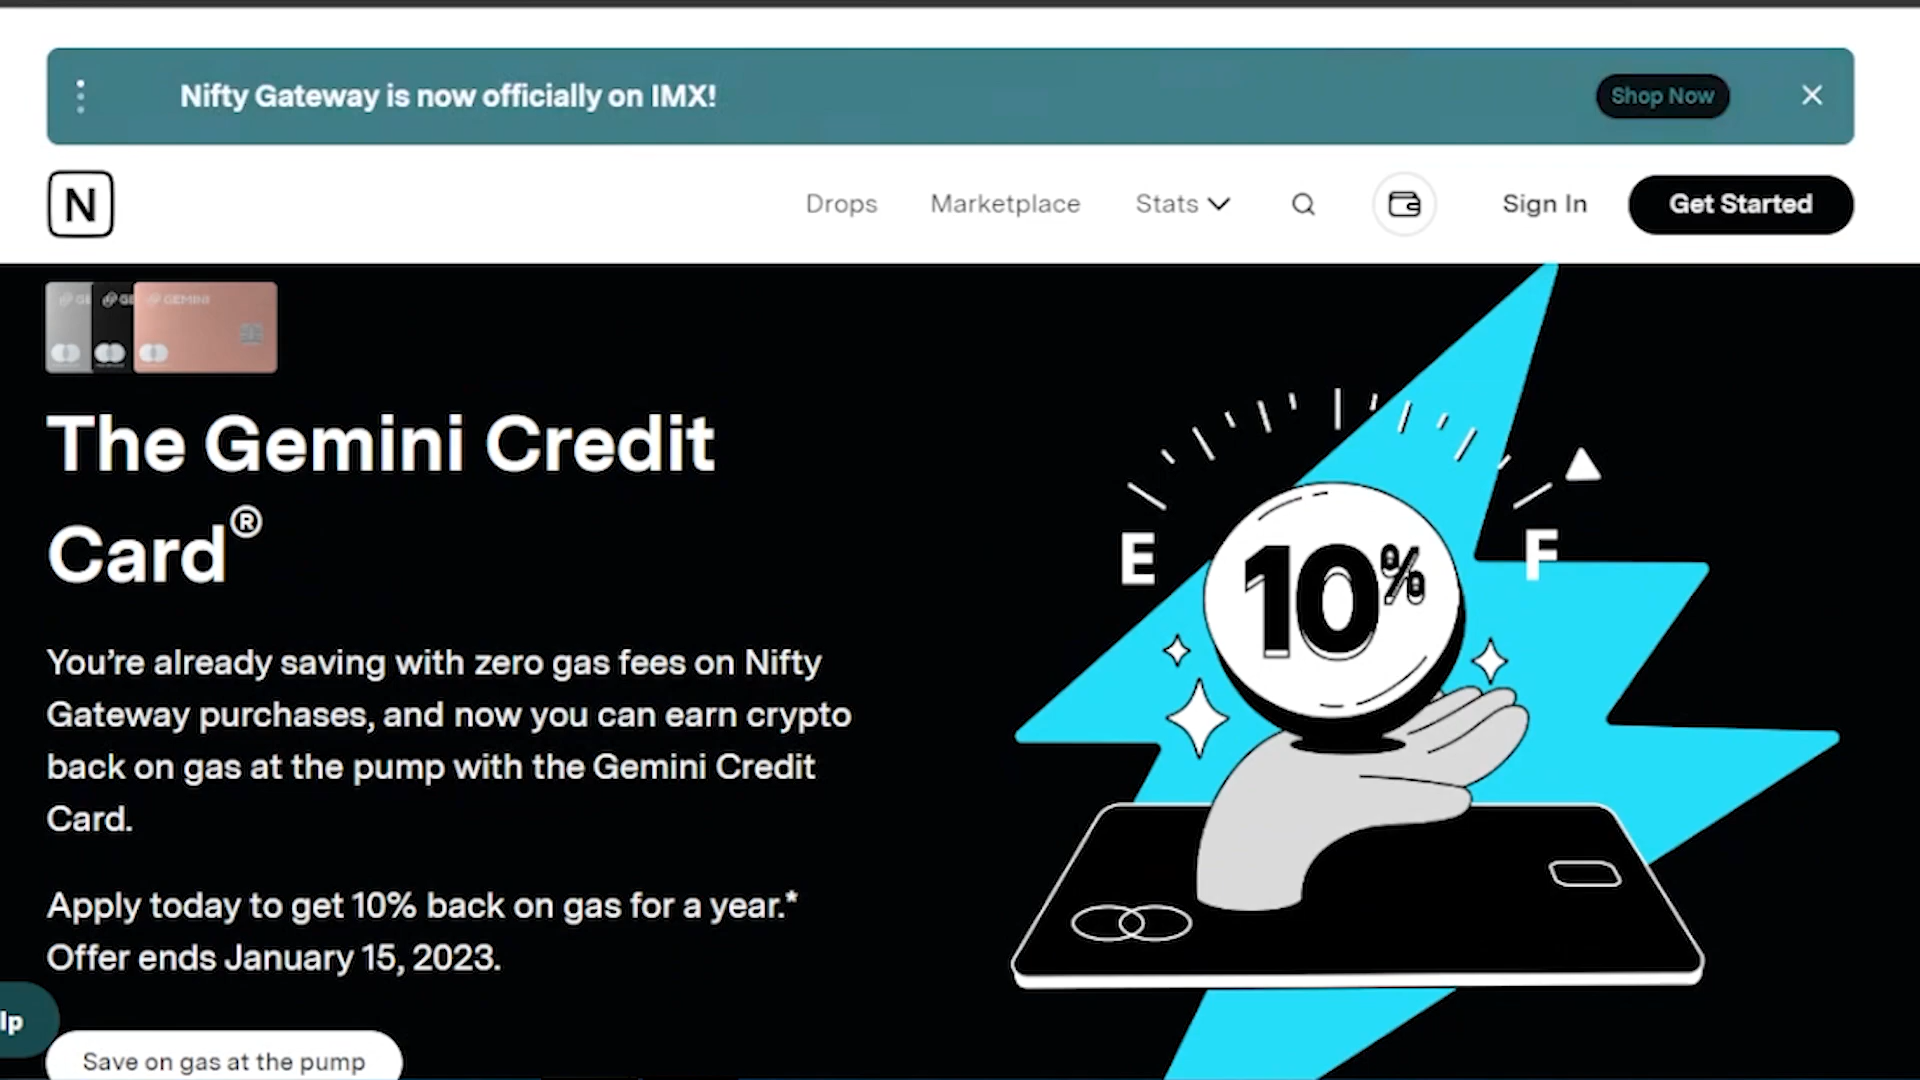 Nifty Gateway is now officially on IMX!
Shop Now
N
Drops
Marketplace
Stats
Sign In
Get Started
GEMINI
The Gemini Credit
Card®
You’re already saving with zero gas fees on Nifty
Gateway purchases, and now you can earn crypto
back on gas at the pump with the Gemini Credit
Card.
Apply today to get 10% back on gas for a year.*
Offer ends January 15, 2023.
lp
Save on gas at the pump
E
F
10%